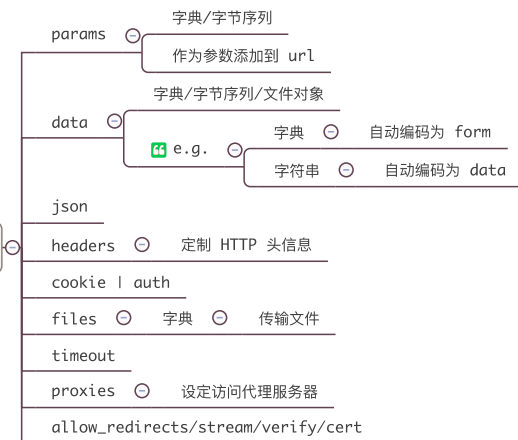 params
字典/字节序列
作为参数添加到 url
data
字典/字节序列/文件对象
e.g.
字典
自动编码为 form
字符串
自动编码为 data
json
headers
定制 HTTP 头信息
cookie | auth
files
字典
传输文件
timeout
proxies
设定访问代理服务器
allow_redirects/stream/verify/cert